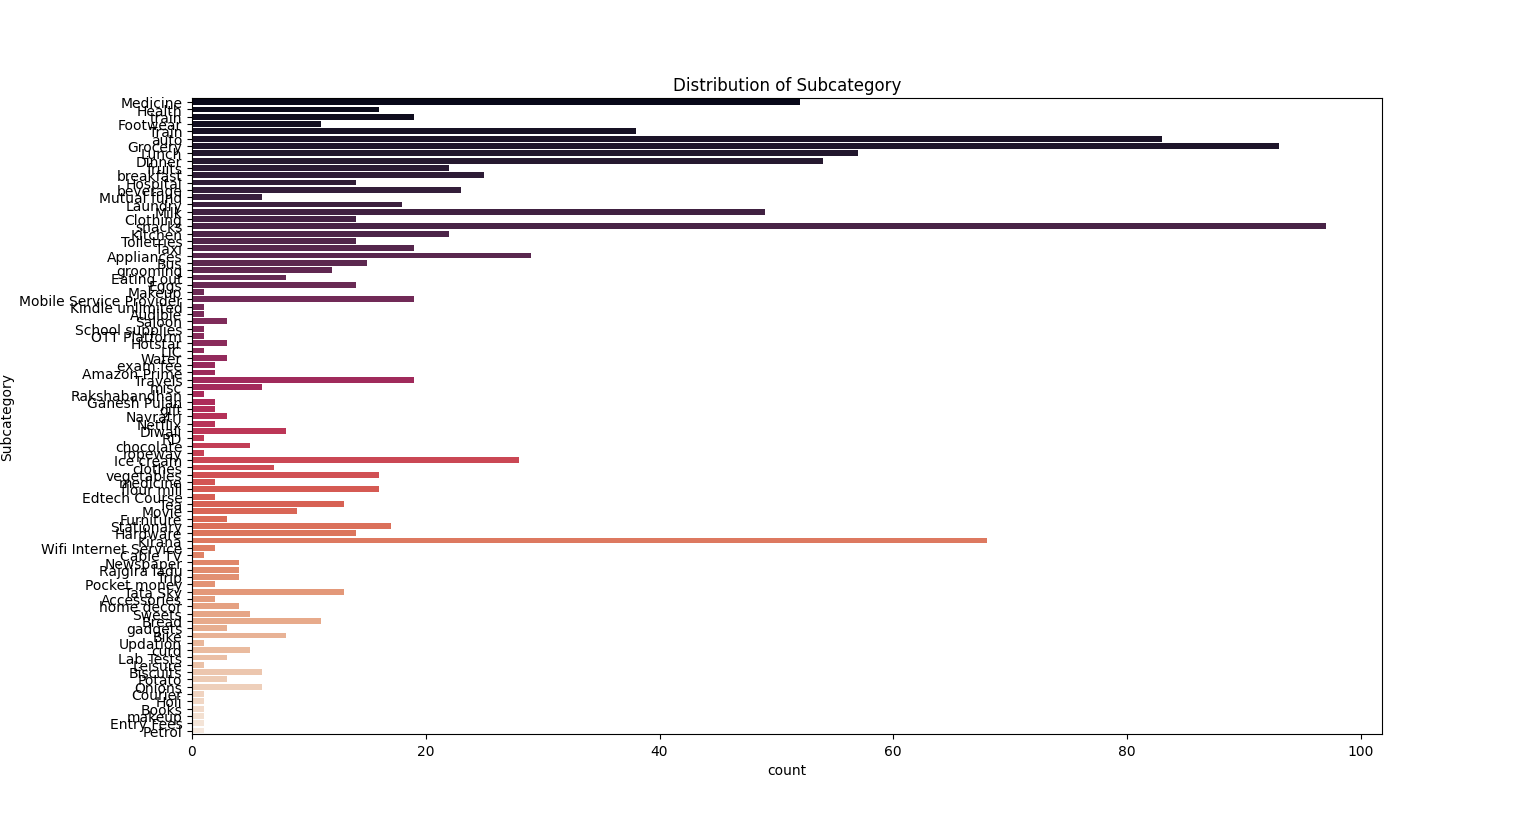 Distribution of Subcategory
Medicine
Health
Train
Footwear
Train
auto
Grocery
Lunch
Dinner
fruits
breakfast
Hospital
beverage
Mutual fund
Laundry
Milk
Clothing
snacks
Kitchen
Toiletries
Taxi
Appliances
Bus
grooming
Eating out
Eggs
Makeup
Mobile Service Provider
Kindle unlimited
Audible
Saloon
School supplies
OTT Platform
Hotstar
LIC
Water
exam fee
Amazon Prime
Travels
misc
Rakshabandhan
Ganesh Pujan
gift
Navratri
Netflix
Diwali
RD
chocolate
ropeway
Ice cream
clothes
vegetables
medicine
flour mill
Edtech Course
Tea
Movie
Furniture
Stationary
Hardware
Kirana
Wifi Internet Service
Cable TV
Newspaper
Rajgira ladu
Trip
Pocket money
Tata Sky
Accessories
home decor
Sweets
Bread
gadgets
Bike
Updation
curd
Lab Tests
Leisure
Biscuits
Potato
Onions
Courier
Holi
Books
makeup
Entry Fees
Petrol
Subcategory
0 20 40 60 80 100
count